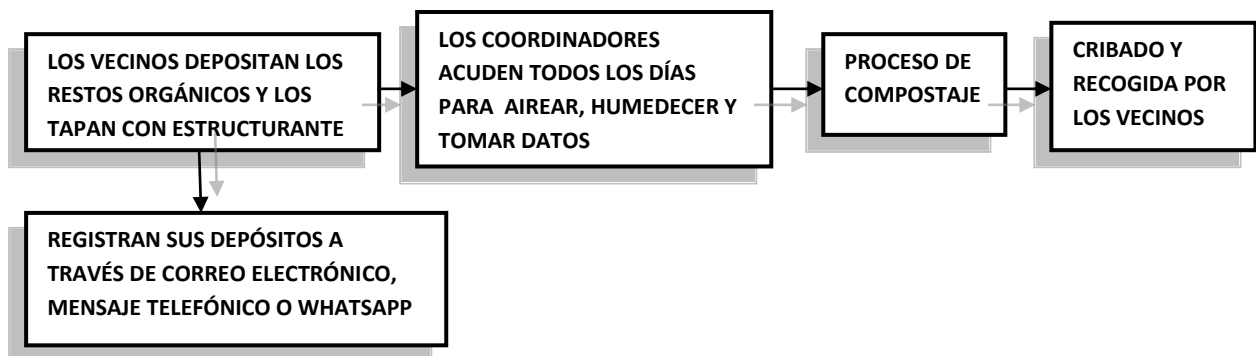 LOS VECINOS DEPOSITAN LOS
RESTOS ORGÁNICOS Y LOS
TAPAN CON ESTRUCTURANTE
LOS COORDINADORES
ACUDEN TODOS LOS DÍAS
PARA AIREAR, HUMEDECER Y
TOMAR DATOS
PROCESO DE
COMPOSTAJE
CRIBADO Y
RECOGIDA POR
LOS VECINOS
REGISTRAN SUS DEPÓSITOS A
TRAVÉS DE CORREO ELECTRÓNICO,
MENSAJE TELEFÓNICO O WHATSAPP